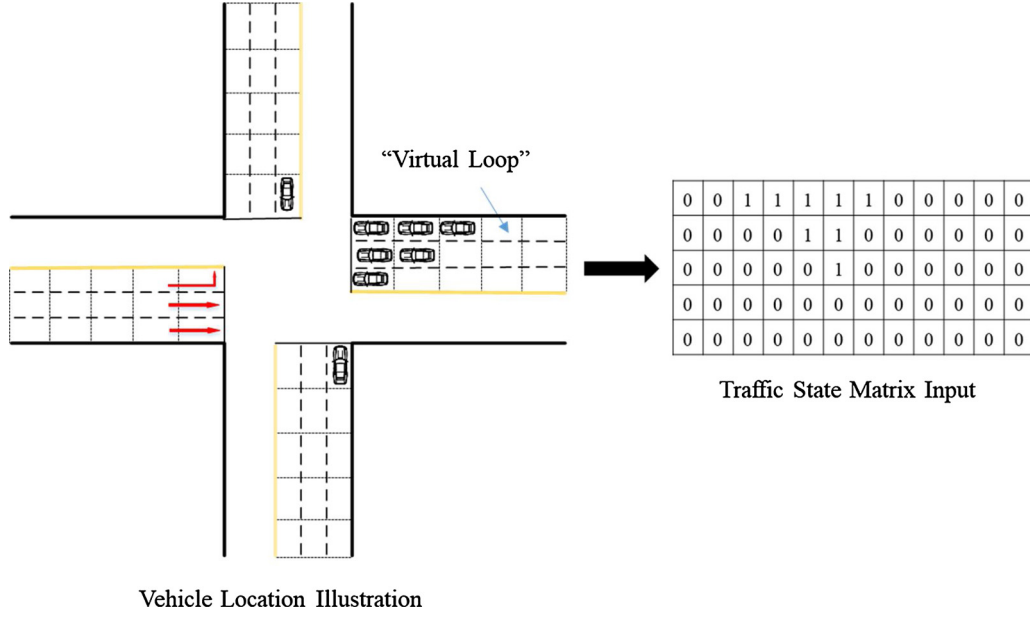 “Virtual Loop”
0 0 1 1 1 1 1 0 0 0 0 0
0 0 0 0 1 1 0 0 0 0 0 0
0 0 0 0 0 1 0 0 0 0 0 0
0 0 0 0 0 0 0 0 0 0 0 0
0 0 0 0 0 0 0 0 0 0 0 0
Traffic State Matrix Input
Vehicle Location Illustration